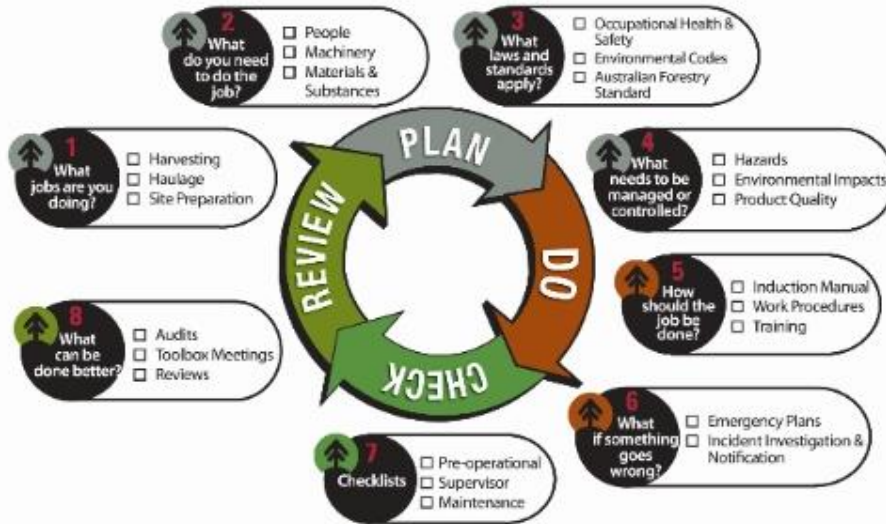 1
What
jobs are you
doing?
☐ Harvesting
☐ Haulage
☐ Site Preparation
2
What
do you need
to do the
job?
☐ People
☐ Machinery
☐ Materials &
Substances
3
What
laws and
standards
apply?
☐ Occupational Health &
Safety
☐ Environmental Codes
☐ Australian Forestry
Standard
4
What
needs to be
managed or
controlled?
☐ Hazards
☐ Environmental Impacts
☐ Product Quality
5
How
should the
job be
done?
☐ Induction Manual
☐ Work Procedures
☐ Training
6
What
if something
goes
wrong?
☐ Emergency Plans
☐ Incident Investigation &
Notification
7
Checklists
☐ Pre-operational
☐ Supervisor
☐ Maintenance
8
What
can be
done better?
☐ Audits
☐ Toolbox Meetings
☐ Reviews
PLAN
DO
CHECK
REVIEW